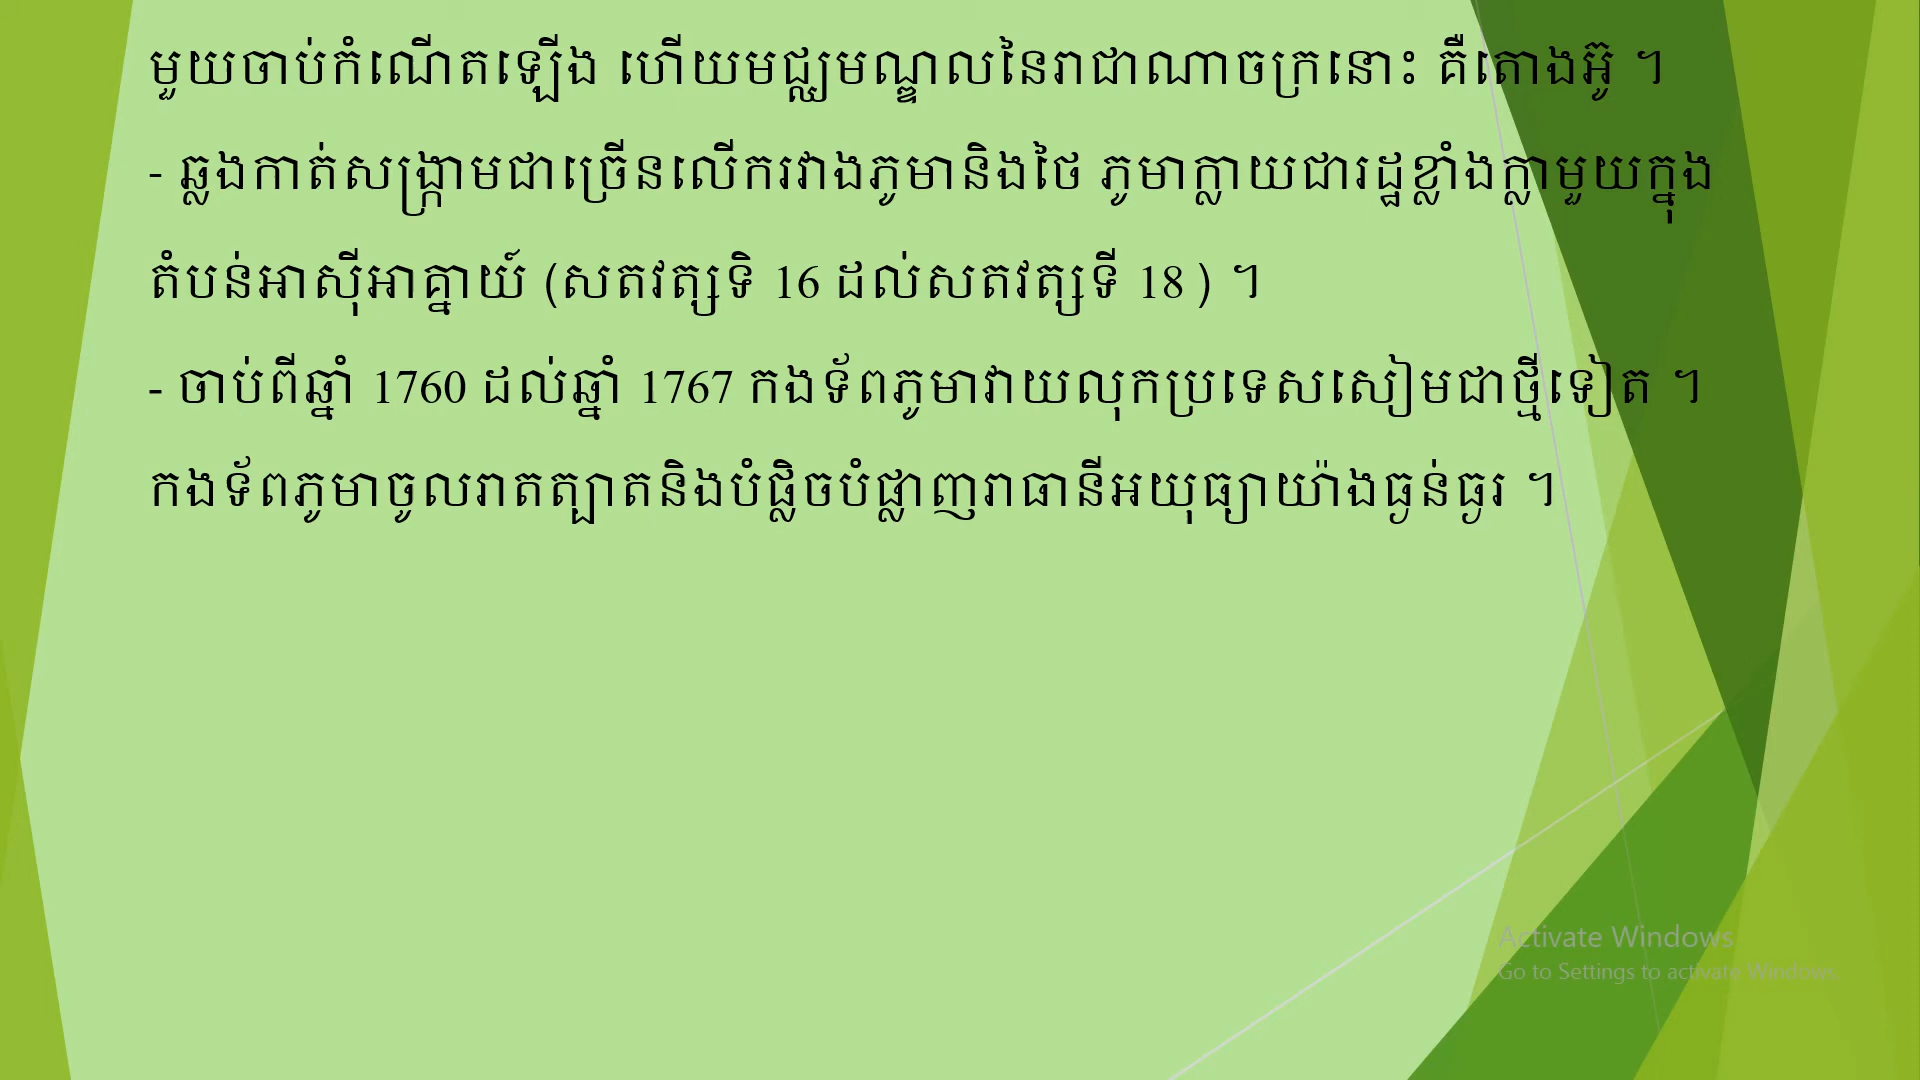 មួយចាប់កំណើតឡើង ហើយមជ្ឈមណ្ឌលនៃរាជាណាចក្រនោះ គឺតោងអ៊ូ ។
- ឆ្លងកាត់សង្គ្រាមជាច្រើនលើករវាងភូមានិងថៃ ភូមាក្លាយជារដ្ឋខ្លាំងក្លាមួយក្នុង
តំបន់អាស៊ីអាគ្នាយ៍ (សតវត្សទិ 16 ដល់សតវត្សទី 18 ) ។
- ចាប់ពីឆ្នាំ 1760 ដល់ឆ្នាំ 1767 កងទ័ពភូមាវាយលុកប្រទេសសៀមជាថ្មីទៀត ។
កងទ័ពភូមាចូលរាតត្បាតនិងបំផ្លិចបំផ្លាញរាធានីអយុធ្យាយ៉ាងធ្ងន់ធ្ងរ ។
Activate Windows
Go to Settings to activate Windows.